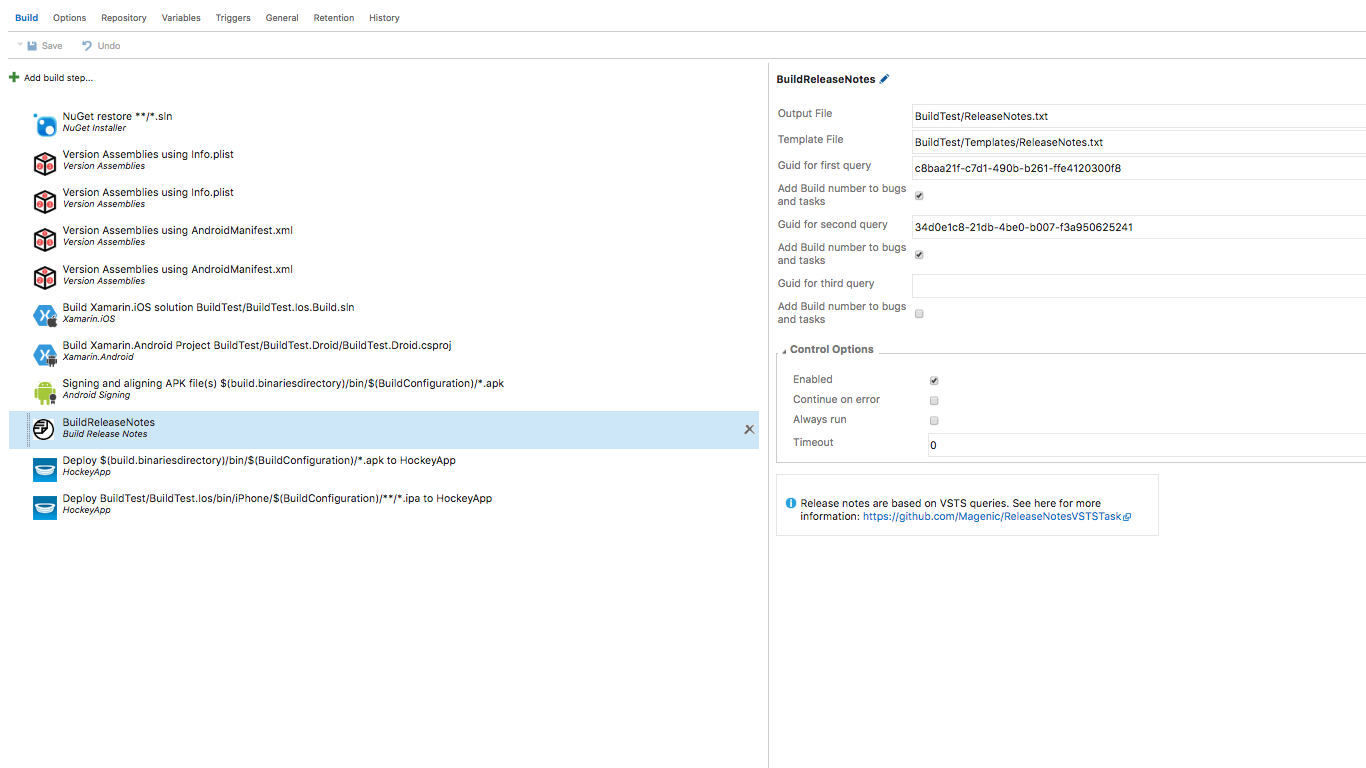 Build Options Repository Variables Triggers General Retention History
Save Undo
Add build step...
NuGet restore **/*.sln
NuGet Installer
Version Assemblies using Info.plist
Version Assemblies
Version Assemblies using Info.plist
Version Assemblies
Version Assemblies using AndroidManifest.xml
Version Assemblies
Version Assemblies using AndroidManifest.xml
Version Assemblies
Build Xamarin.iOS solution BuildTest/BuildTest.Ios.Build.sln
Xamarin.iOS
Build Xamarin.Android Project BuildTest/BuildTest.Droid/BuildTest.Droid.csproj
Xamarin.Android
Signing and aligning APK file(s) $(build.binariesdirectory)/bin/$(BuildConfiguration)/*.apk
Android Signing
BuildReleaseNotes
Build Release Notes
Deploy $(build.binariesdirectory)/bin/$(BuildConfiguration)/*.apk to HockeyApp
HockeyApp
Deploy BuildTest/BuildTest.Ios/bin/iPhone/$(BuildConfiguration)/**/*.ipa to HockeyApp
HockeyApp
BuildReleaseNotes
Output File BuildTest/ReleaseNotes.txt
Template File BuildTest/Templates/ReleaseNotes.txt
Guid for first query c8baa21f-c7d1-490b-b261-ffe4120300f8
Add Build number to bugs
and tasks
Guid for second query 34d0e1c8-21db-4be0-b007-f3a950625241
Add Build number to bugs
and tasks
Guid for third query
Add Build number to bugs
and tasks
Control Options
Enabled
Continue on error
Always run
Timeout 0
Release notes are based on VSTS queries. See here for more
information: https://github.com/Magenic/ReleaseNotesVSTSTask